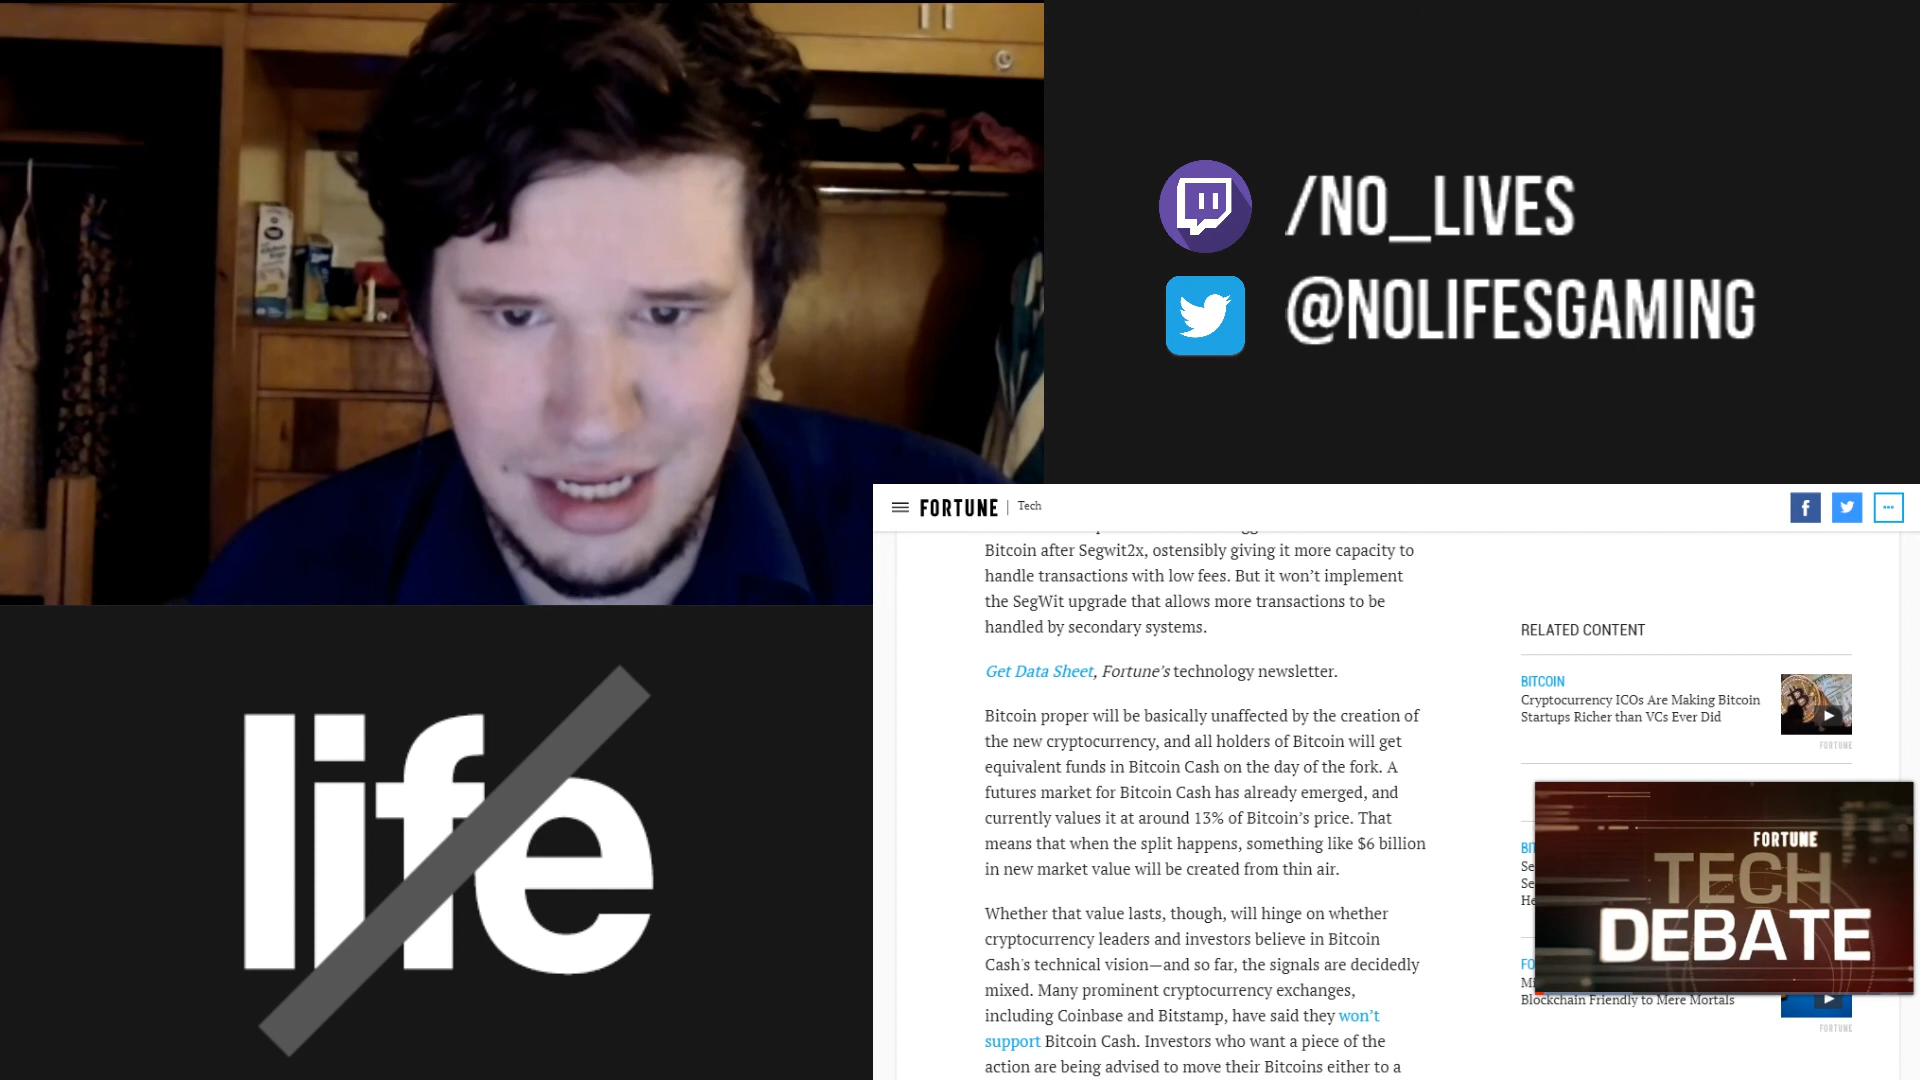 /NO_LIVES
@NOLIFESGAMING
life
FORTUNE | Tech
Bitcoin after Segwit2x, ostensibly giving it more capacity to
handle transactions with low fees. But it won’t implement
the SegWit upgrade that allows more transactions to be
handled by secondary systems.
Get Data Sheet, Fortune’s technology newsletter.
Bitcoin proper will be basically unaffected by the creation of
the new cryptocurrency, and all holders of Bitcoin will get
equivalent funds in Bitcoin Cash on the day of the fork. A
futures market for Bitcoin Cash has already emerged, and
currently values it at around 13% of Bitcoin’s price. That
means that when the split happens, something like $6 billion
in new market value will be created from thin air.
Whether that value lasts, though, will hinge on whether
cryptocurrency leaders and investors believe in Bitcoin
Cash's technical vision—and so far, the signals are decidedly
mixed. Many prominent cryptocurrency exchanges,
including Coinbase and Bitstamp, have said they won’t
support Bitcoin Cash. Investors who want a piece of the
action are being advised to move their Bitcoins either to a
RELATED CONTENT
BITCOIN
Cryptocurrency ICOs Are Making Bitcoin
Startups Richer than VCs Ever Did
FORTUNE
BIT
Se
Se
He
FORTUNE
TECH
DEBATE
FO
Mi
Blockchain Friendly to Mere Mortals
FORTUNE